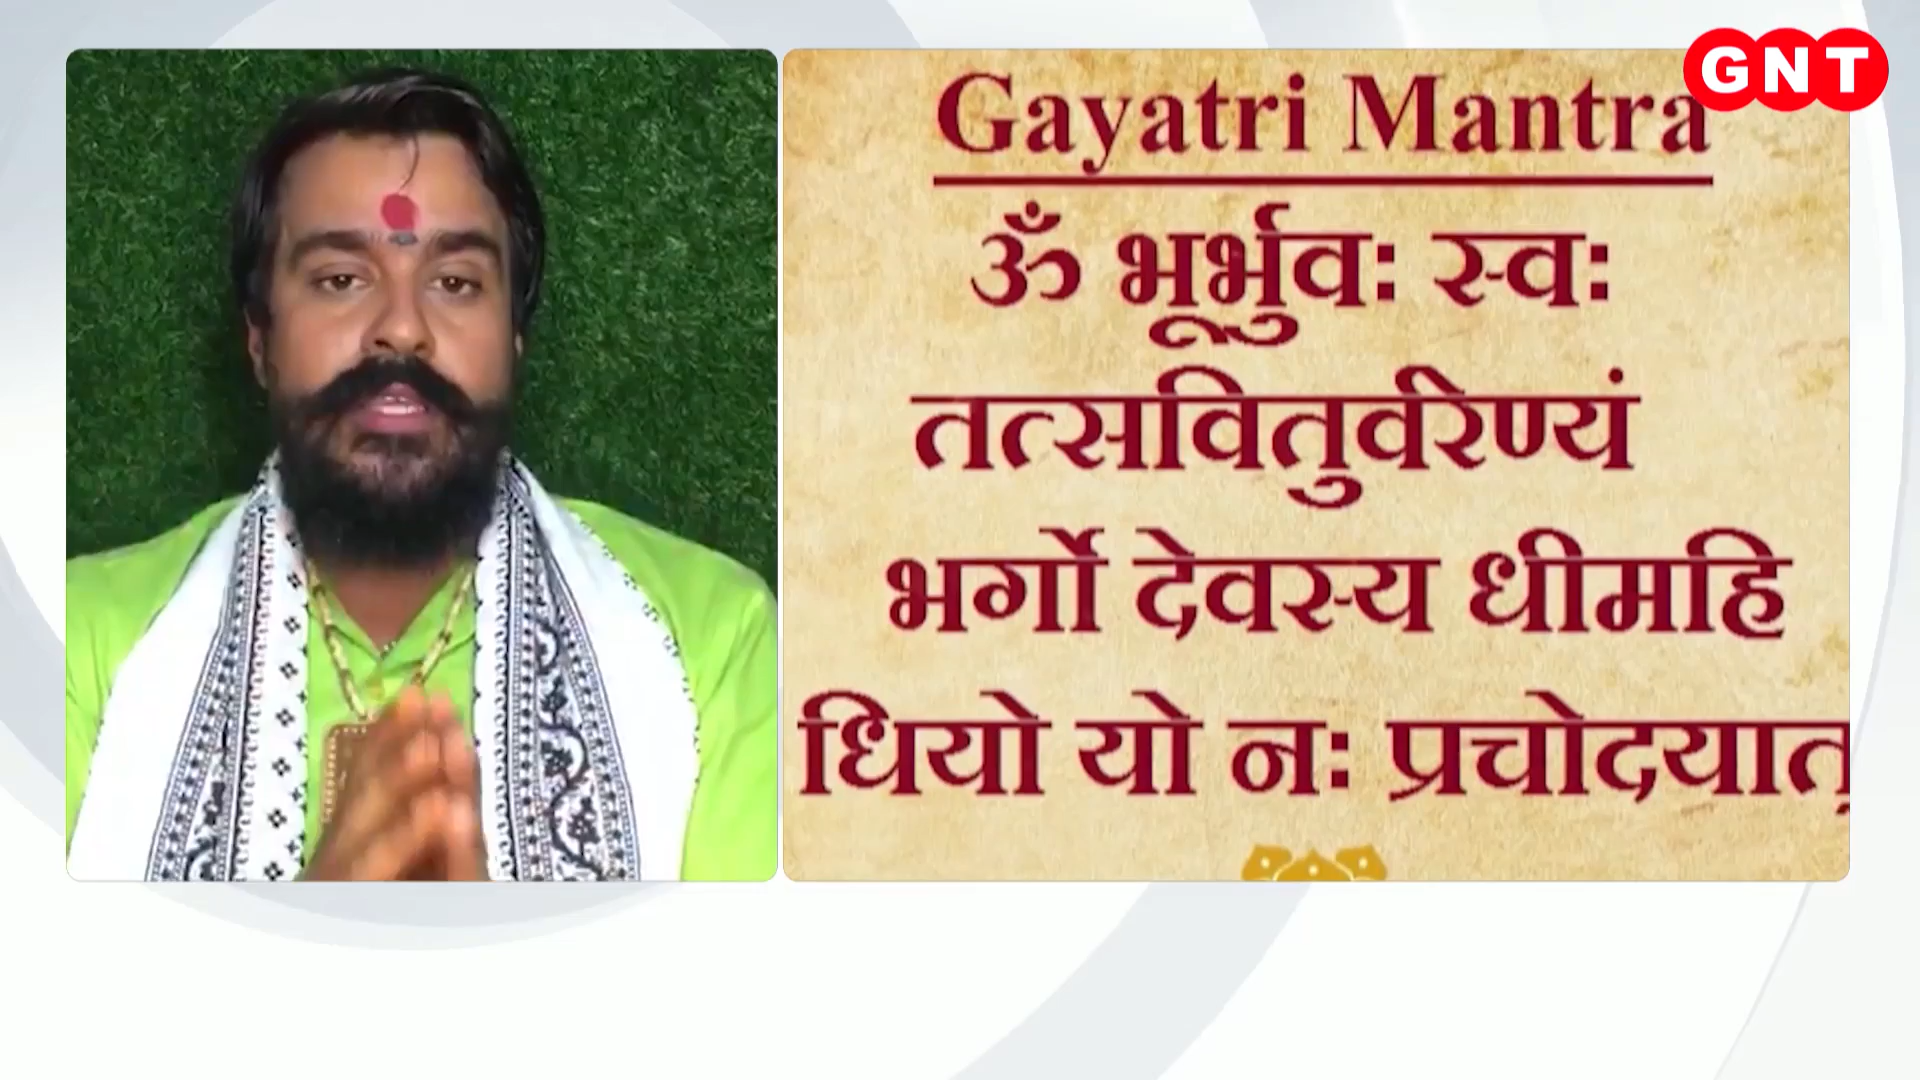 GNT
Gayatri Mantra
ॐ भूर्भुवः स्वः
तत्सवितुर्वरेण्यं
भर्गो देवस्य धीमहि
धियो यो नः प्रचोदयात्